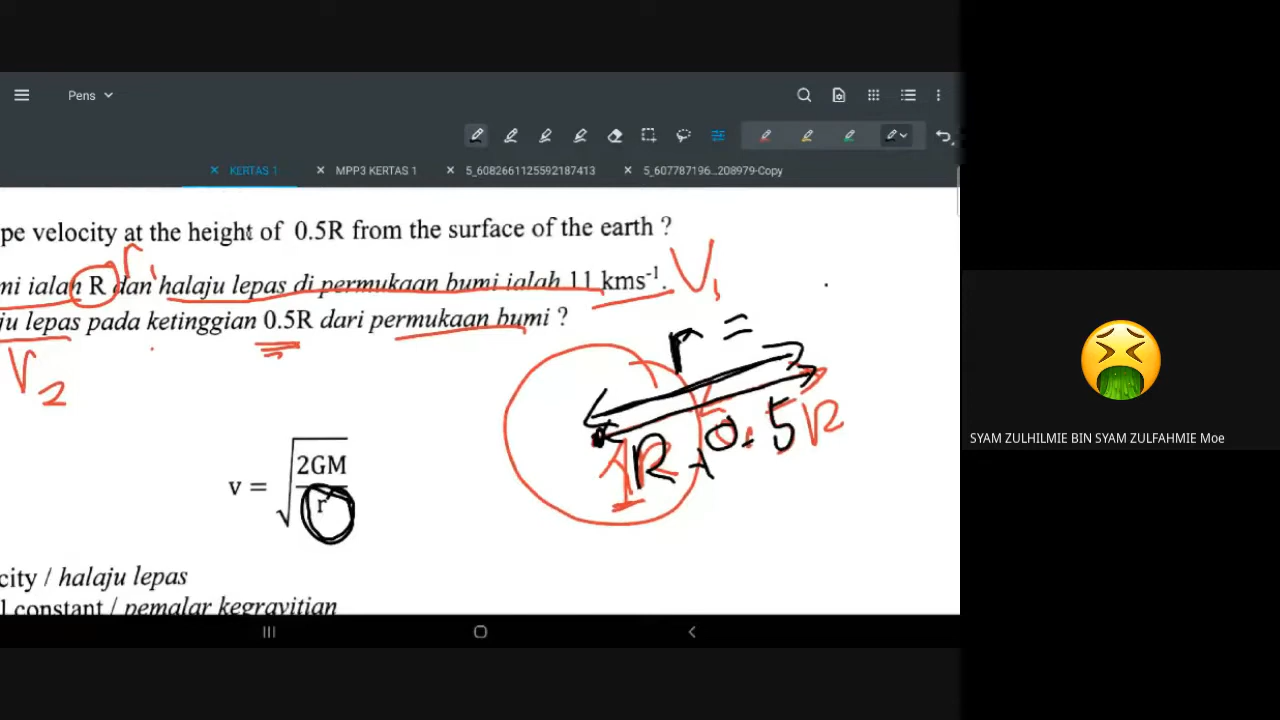 Pens
KERTAS 1
MPP3 KERTAS 1
5_6082661125592187413
5_607787196...208979-Copy
pe velocity at the height of 0.5R from the surface of the earth ?
r1
mi ialah R dan halaju lepas di permukaan bumi ialah 11 kms⁻¹. V1
ju lepas pada ketinggian 0.5R dari permukaan bumi ?
V2
r =
R + 0.5R
v = √(2GM/r)
city / halaju lepas
l constant / pemalar kegravitian
SYAM ZULHILMIE BIN SYAM ZULFAHMIE Moe